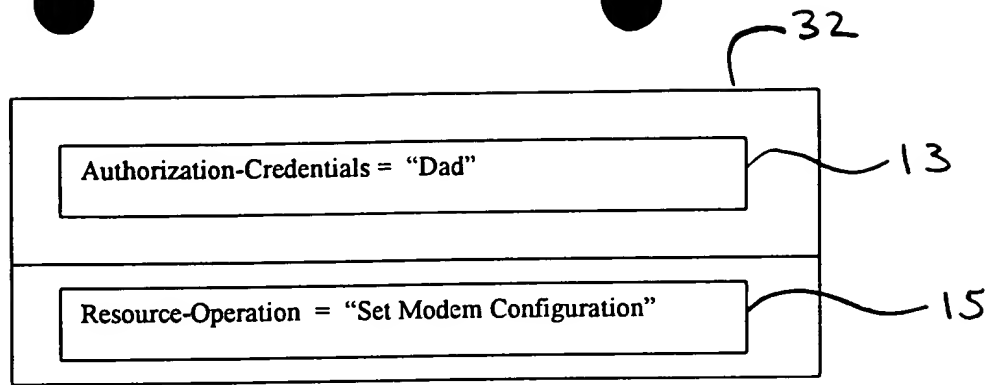 32
Authorization-Credentials = “Dad”
13
Resource-Operation = “Set Modem Configuration”
15